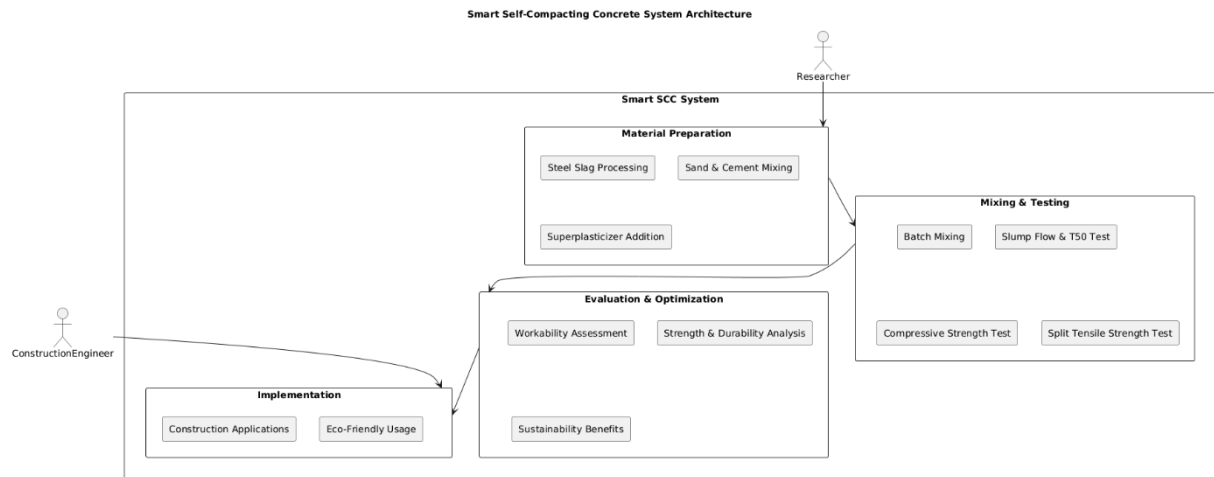 Smart Self-Compacting Concrete System Architecture
Researcher
Smart SCC System
Material Preparation
Steel Slag Processing
Sand & Cement Mixing
Superplasticizer Addition
Mixing & Testing
Batch Mixing
Slump Flow & T50 Test
Compressive Strength Test
Split Tensile Strength Test
Evaluation & Optimization
Workability Assessment
Strength & Durability Analysis
Sustainability Benefits
ConstructionEngineer
Implementation
Construction Applications
Eco-Friendly Usage